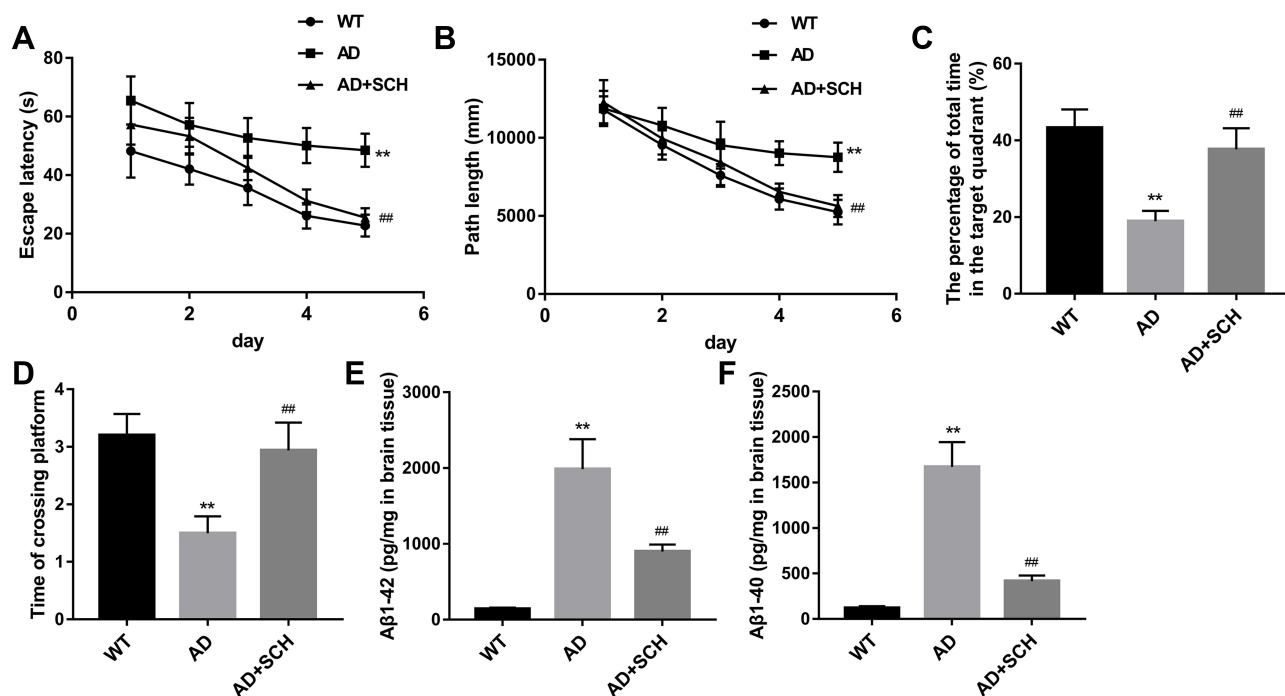 A
WT
AD
AD+SCH
Escape latency (s)
80
60
40
20
0
**
##
0 2 4 6
day
B
WT
AD
AD+SCH
Path length (mm)
15000
10000
5000
0
**
##
0 2 4 6
day
C
The percentage of total time
in the target quadrant (%)
60
40
20
0
**
##
WT AD AD+SCH
D
Time of crossing platform
4
3
2
1
0
**
##
WT AD AD+SCH
E
Aβ1-42 (pg/mg in brain tissue)
3000
2000
1000
0
**
##
WT AD AD+SCH
F
Aβ1-40 (pg/mg in brain tissue)
2500
2000
1500
1000
500
0
**
##
WT AD AD+SCH